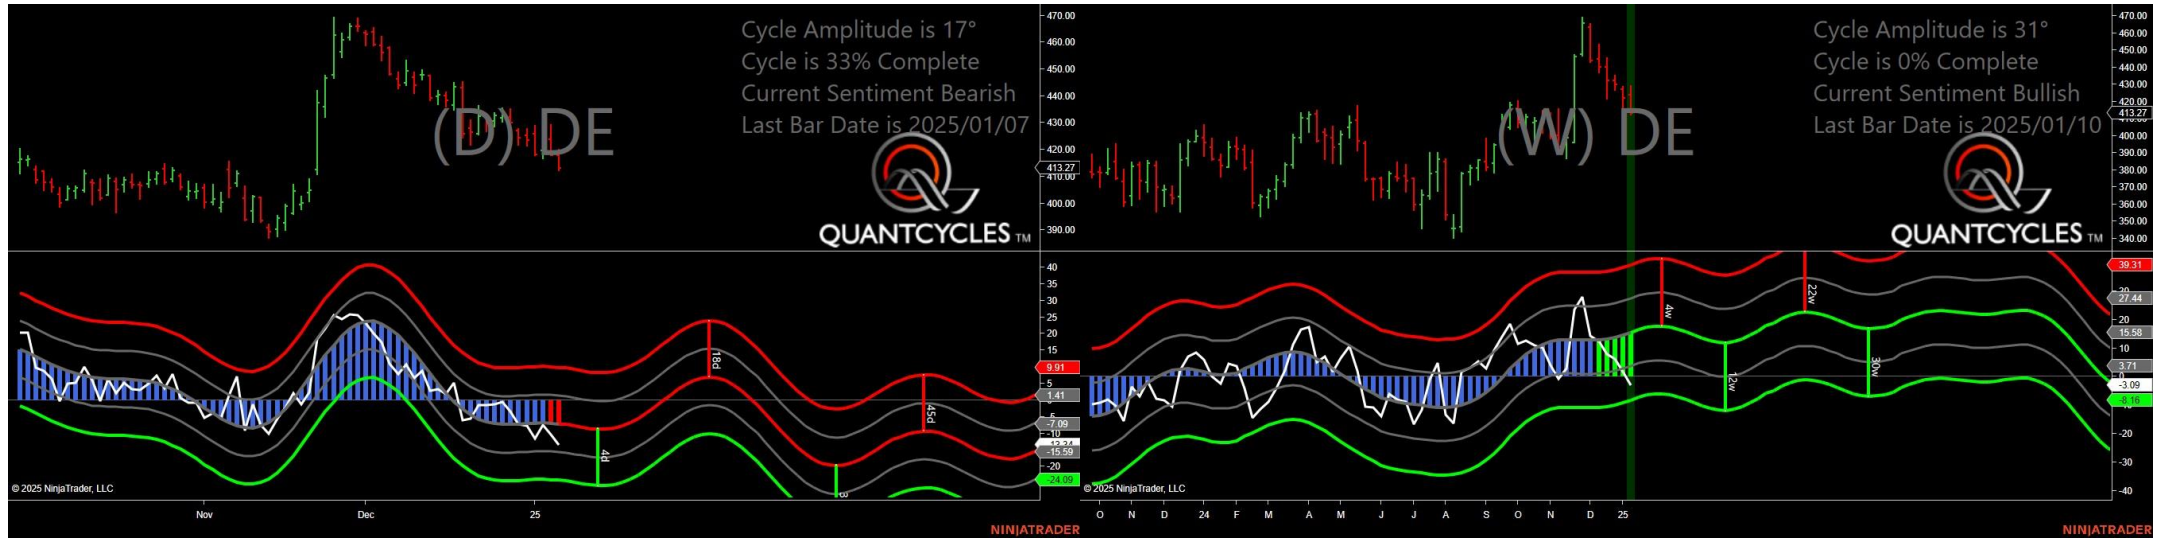 Cycle Amplitude is 17°
Cycle is 33% Complete
Current Sentiment Bearish
Last Bar Date is 2025/01/07
(D) DE
QUANTCYCLES TM
470.00
460.00
450.00
440.00
430.00
420.00
413.27
410.00
400.00
390.00
40
35
30
25
20
15
9.91
5
1.41
-5
-7.09
-10
-13.34
-15.59
-20
-24.09
18d
45d
4d
3
© 2025 NinjaTrader, LLC
Nov
Dec
25
NINJATRADER
Cycle Amplitude is 31°
Cycle is 0% Complete
Current Sentiment Bullish
Last Bar Date is 2025/01/10
(W) DE
QUANTCYCLES TM
470.00
460.00
450.00
440.00
430.00
420.00
413.27
400.00
390.00
380.00
370.00
360.00
350.00
340.00
39.31
27.44
20
15.58
10
3.71
0
-3.09
-8.16
-20
-30
-40
4w
22w
12w
30w
© 2025 NinjaTrader, LLC
O
N
D
24
F
M
A
M
J
J
A
S
O
N
D
25
NINJATRADER